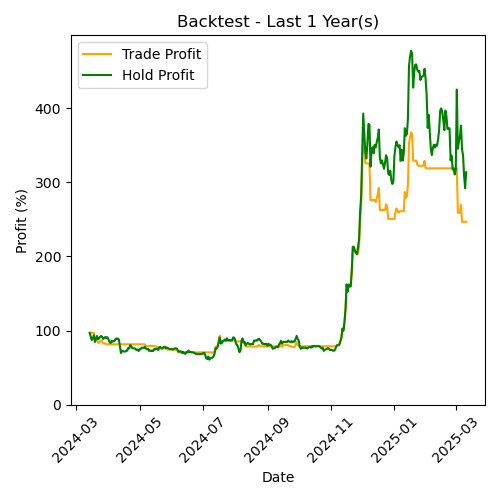 Backtest - Last 1 Year(s)
Trade Profit
Hold Profit
Profit (%)
400
300
200
100
0
2024-03
2024-05
2024-07
2024-09
2024-11
2025-01
2025-03
Date